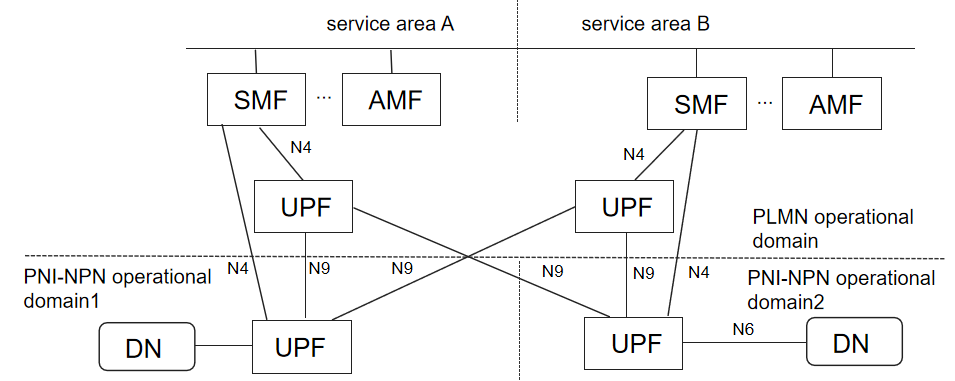 service area A
service area B
SMF
...
AMF
SMF
...
AMF
N4
N4
UPF
UPF
PLMN operational
domain
PNI-NPN operational
domain1
N4
N9
N9
N9
N9
N4
PNI-NPN operational
domain2
DN
UPF
UPF
N6
DN